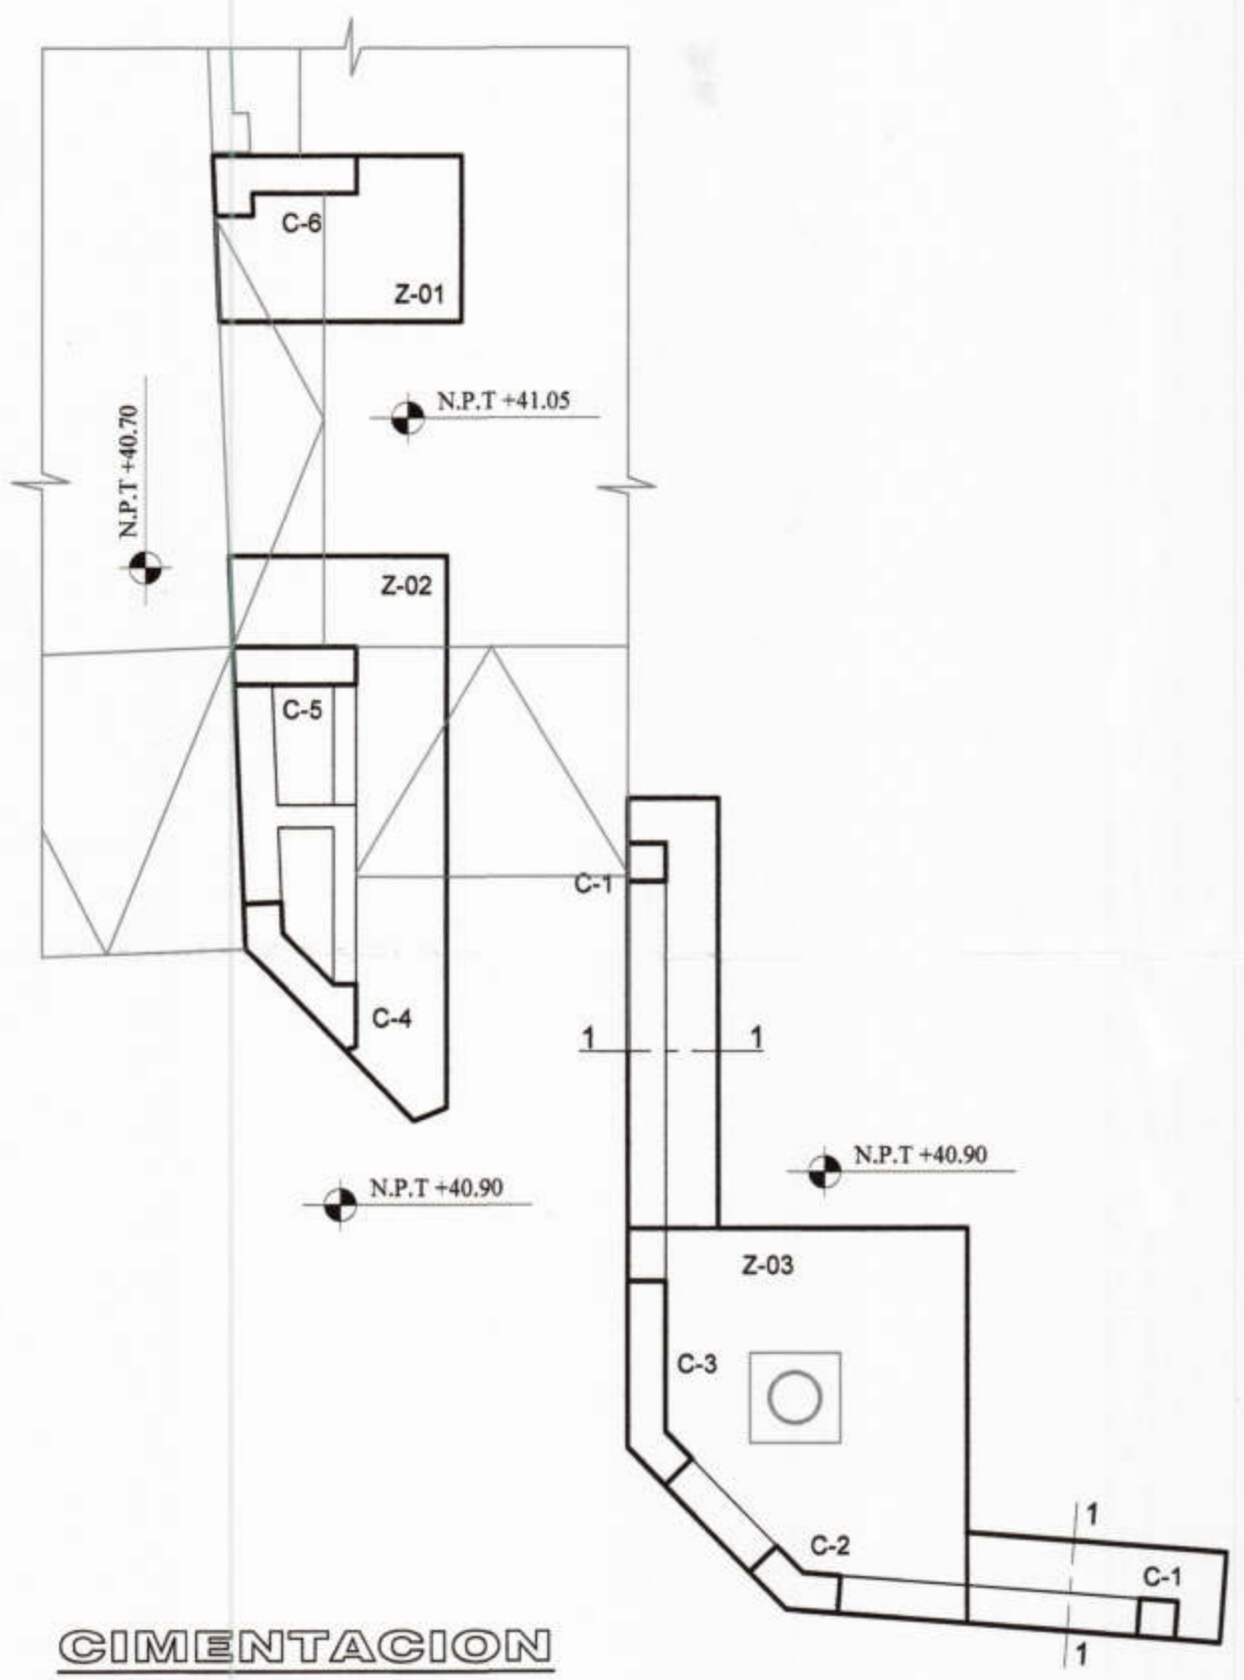 C-6
Z-01
N.P.T +41.05
N.P.T +40.70
Z-02
C-5
C-1
C-4
1 1
N.P.T +40.90
N.P.T +40.90
Z-03
C-3
1
C-2
C-1
1
CIMENTACION